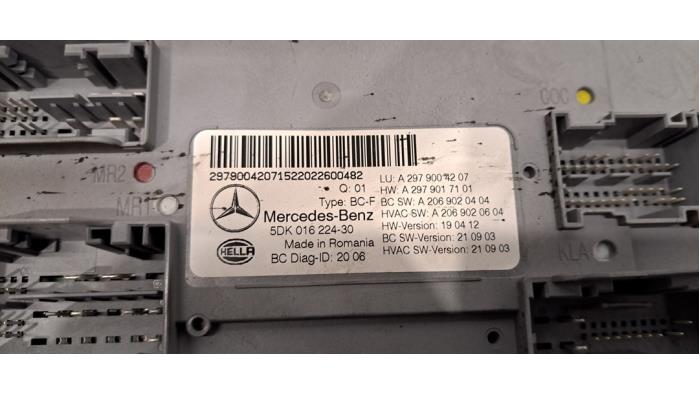 COC
MR2
MR1
KLA
29780042071522022600482
Q: 01
Type: BC-F
Mercedes-Benz
5DK 016 224-30
Made in Romania
BC Diag-ID: 20 06
HELLA
LU: A 297 900 42 07
HW: A 297 901 71 01
BC SW: A 206 902 04 04
HVAC SW: A 206 902 06 04
HW-Version: 19 04 12
BC SW-Version: 21 09 03
HVAC SW-Version: 21 09 03